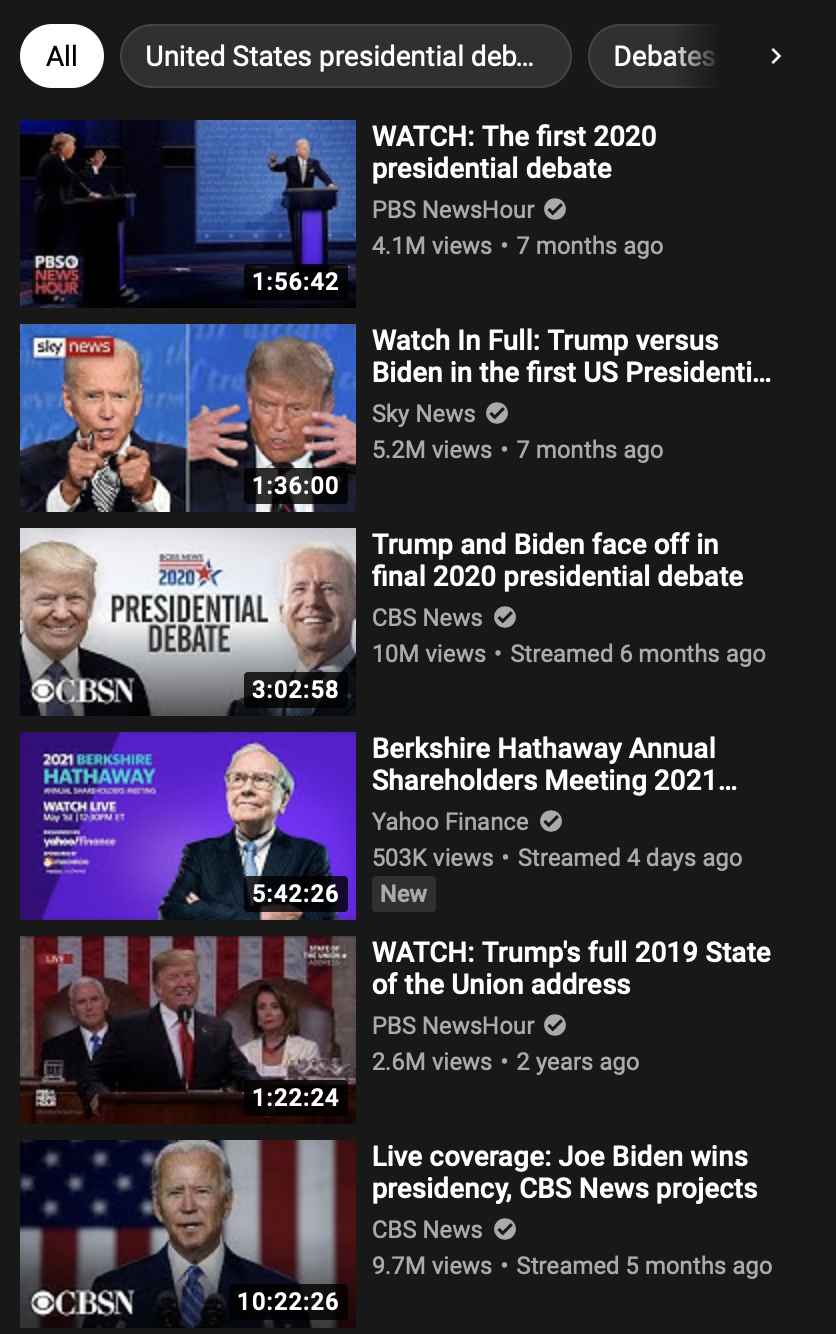 All
United States presidential deb...
Debates
WATCH: The first 2020
presidential debate
PBS NewsHour
4.1M views • 7 months ago
PBS
NEWS
HOUR
1:56:42
Watch In Full: Trump versus
Biden in the first US Presidenti...
Sky News
5.2M views • 7 months ago
sky news
1:36:00
Trump and Biden face off in
final 2020 presidential debate
CBS News
10M views • Streamed 6 months ago
CBS NEWS
2020
PRESIDENTIAL
DEBATE
CBSN
3:02:58
Berkshire Hathaway Annual
Shareholders Meeting 2021...
Yahoo Finance
503K views • Streamed 4 days ago
New
2021 BERKSHIRE
HATHAWAY
ANNUAL SHAREHOLDERS MEETING
WATCH LIVE
May 1st | 12:30PM ET
yahoo/finance
5:42:26
WATCH: Trump's full 2019 State
of the Union address
PBS NewsHour
2.6M views • 2 years ago
LIVE
STATE OF
THE UNION
ADDRESS
1:22:24
Live coverage: Joe Biden wins
presidency, CBS News projects
CBS News
9.7M views • Streamed 5 months ago
CBSN
10:22:26